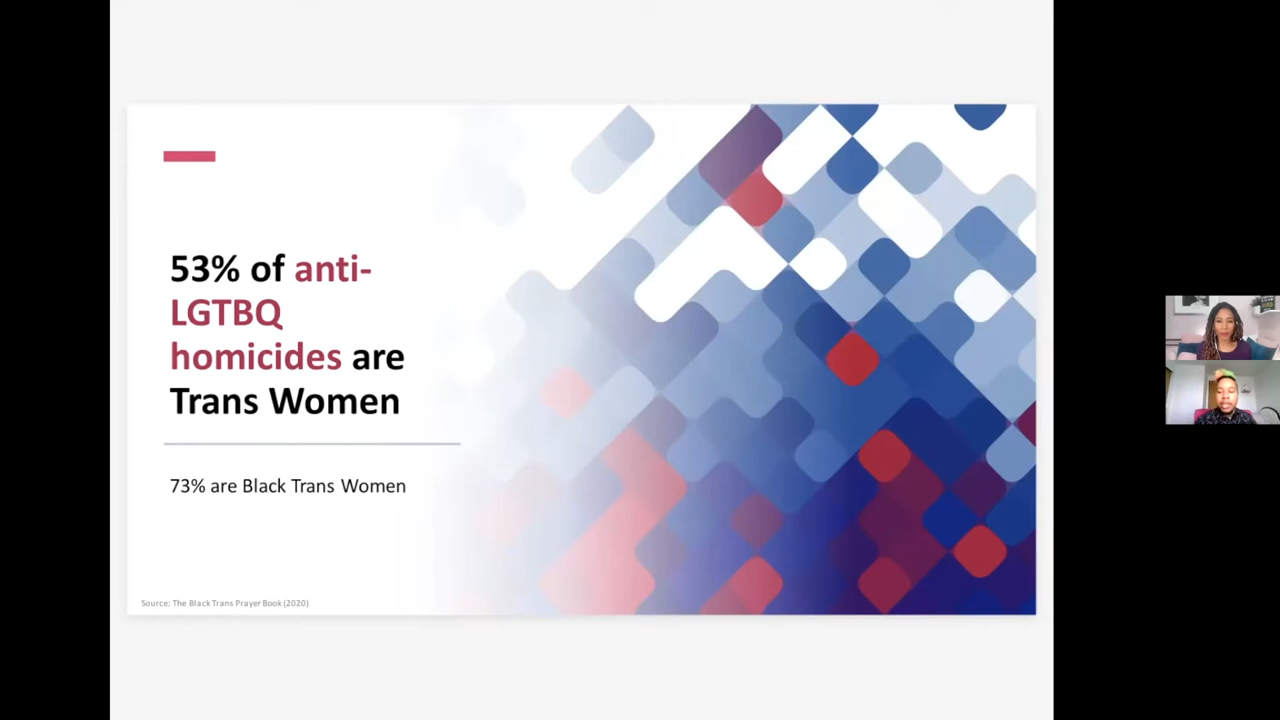 53% of anti-
LGTBQ
homicides are
Trans Women
73% are Black Trans Women
Source: The Black Trans Prayer Book (2020)